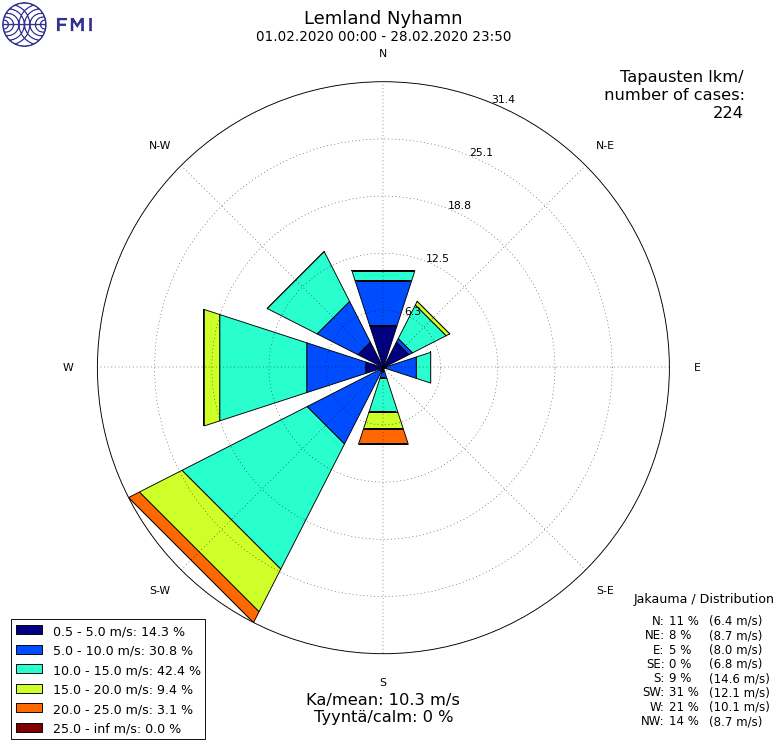 FMI
Lemland Nyhamn
01.02.2020 00:00 - 28.02.2020 23:50
Tapausten lkm/
number of cases:
224
N
N-E
E
S-E
S
S-W
W
N-W
31.4
25.1
18.8
12.5
6.3
0.5 - 5.0 m/s: 14.3 %
5.0 - 10.0 m/s: 30.8 %
10.0 - 15.0 m/s: 42.4 %
15.0 - 20.0 m/s: 9.4 %
20.0 - 25.0 m/s: 3.1 %
25.0 - inf m/s: 0.0 %
Ka/mean: 10.3 m/s
Tyyntä/calm: 0 %
Jakauma / Distribution
N: 11 % (6.4 m/s)
NE: 8 % (8.7 m/s)
E: 5 % (8.0 m/s)
SE: 0 % (6.8 m/s)
S: 9 % (14.6 m/s)
SW: 31 % (12.1 m/s)
W: 21 % (10.1 m/s)
NW: 14 % (8.7 m/s)